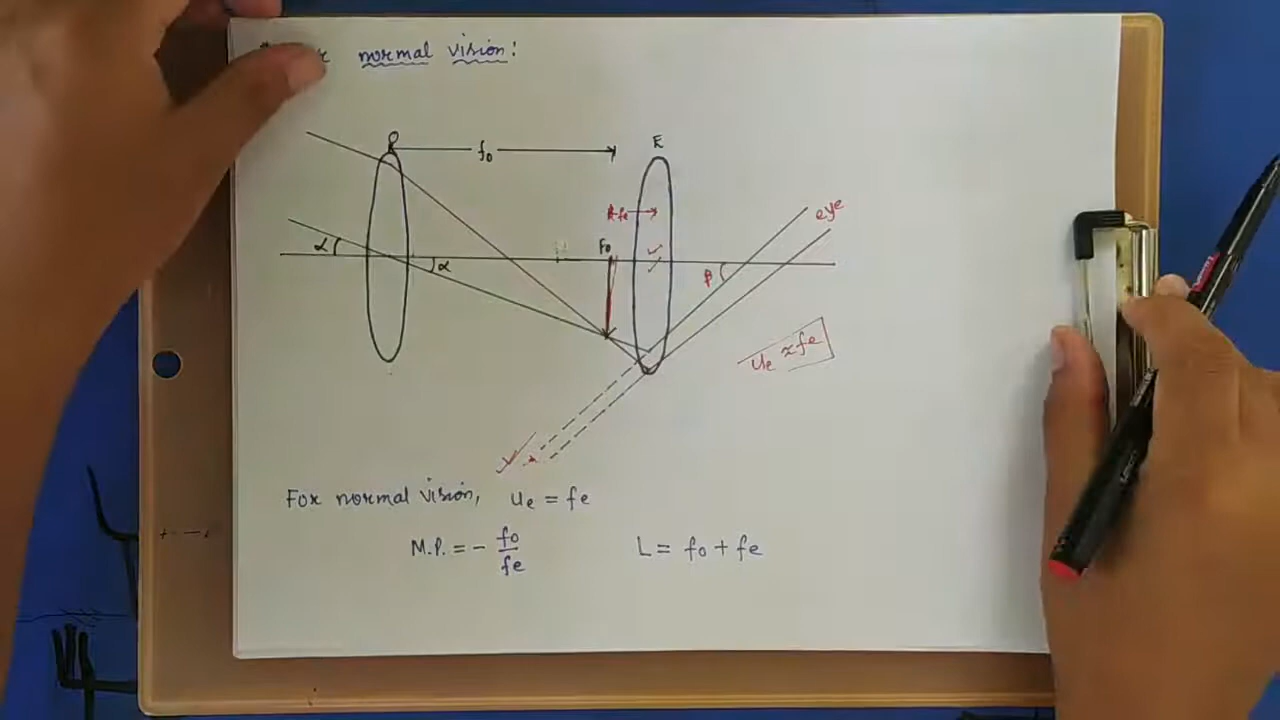 normal vision:
O
f₀
E
fe
eye
α
α
F₀
β
ue ≈ fe
For normal vision, ue = fe
M.P. = - f₀/fe
L = f₀ + fe